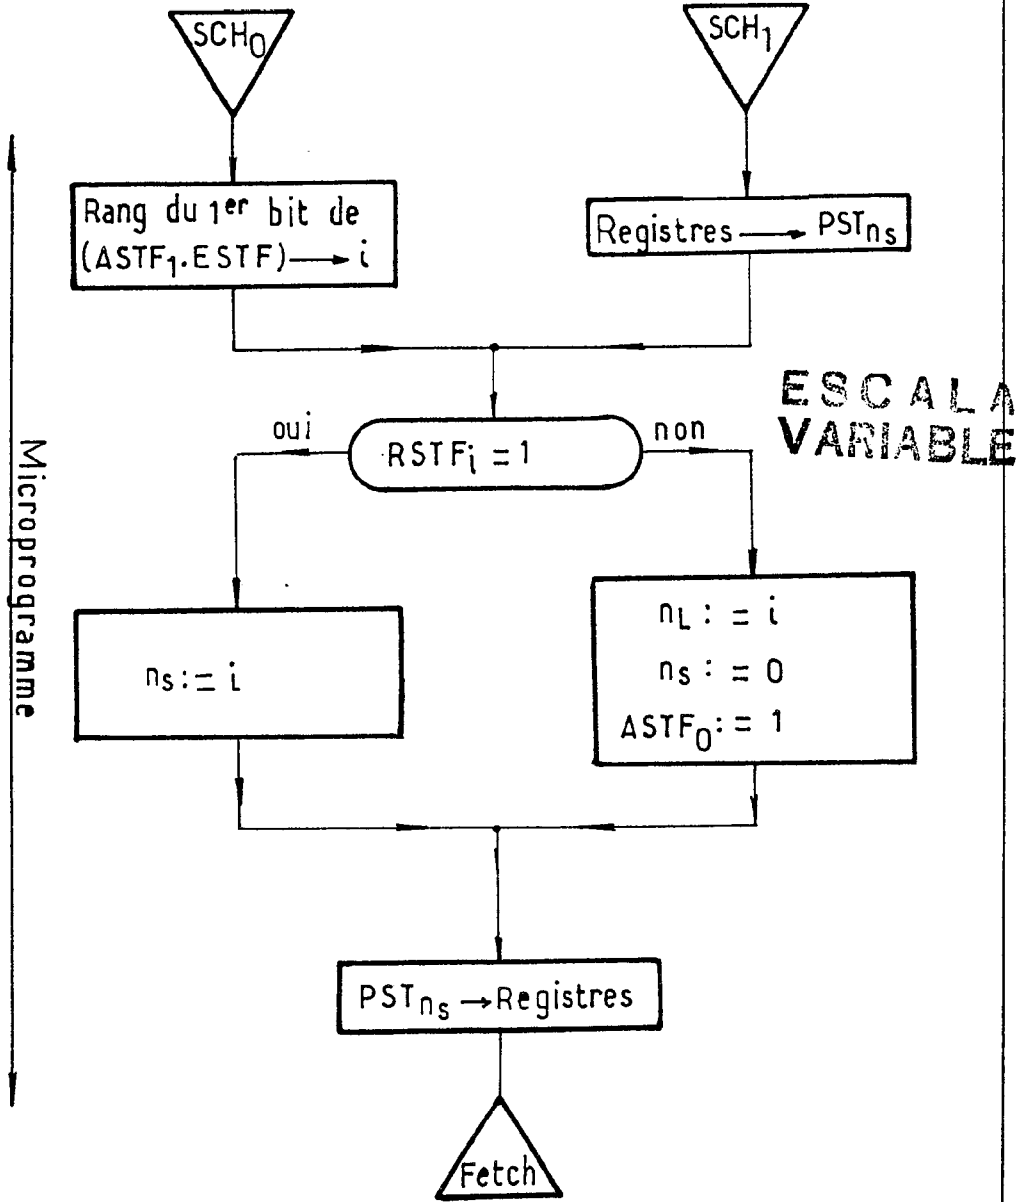 SCH0
SCH1
Rang du 1er bit de
(ASTF1.ESTF) → i
Registres → PSTns
ESCALA
VARIABLE
oui
RSTFi = 1
non
Microprogramme
ns := i
nL := i
ns := 0
ASTF0 := 1
PSTns → Registres
Fetch